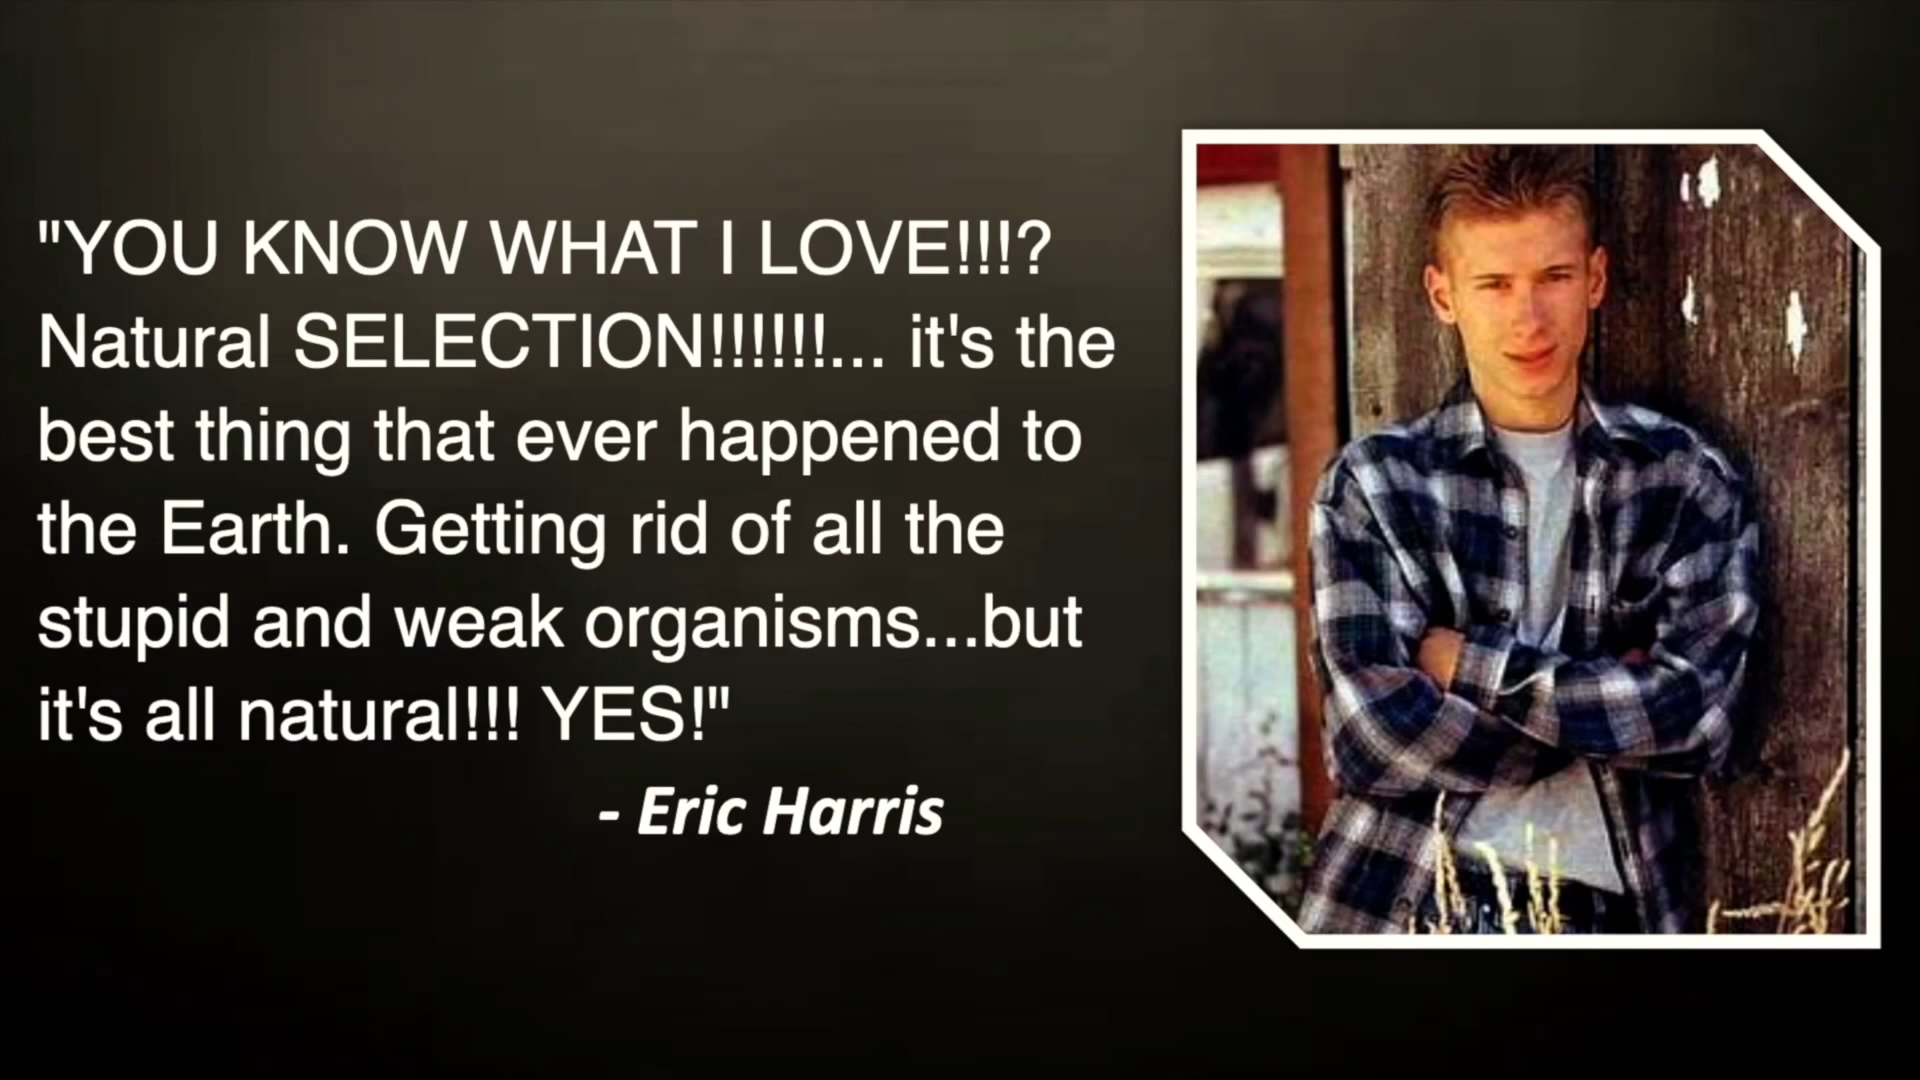 "YOU KNOW WHAT I LOVE!!!?
Natural SELECTION!!!!!!... it's the
best thing that ever happened to
the Earth. Getting rid of all the
stupid and weak organisms...but
it's all natural!!! YES!"
- Eric Harris